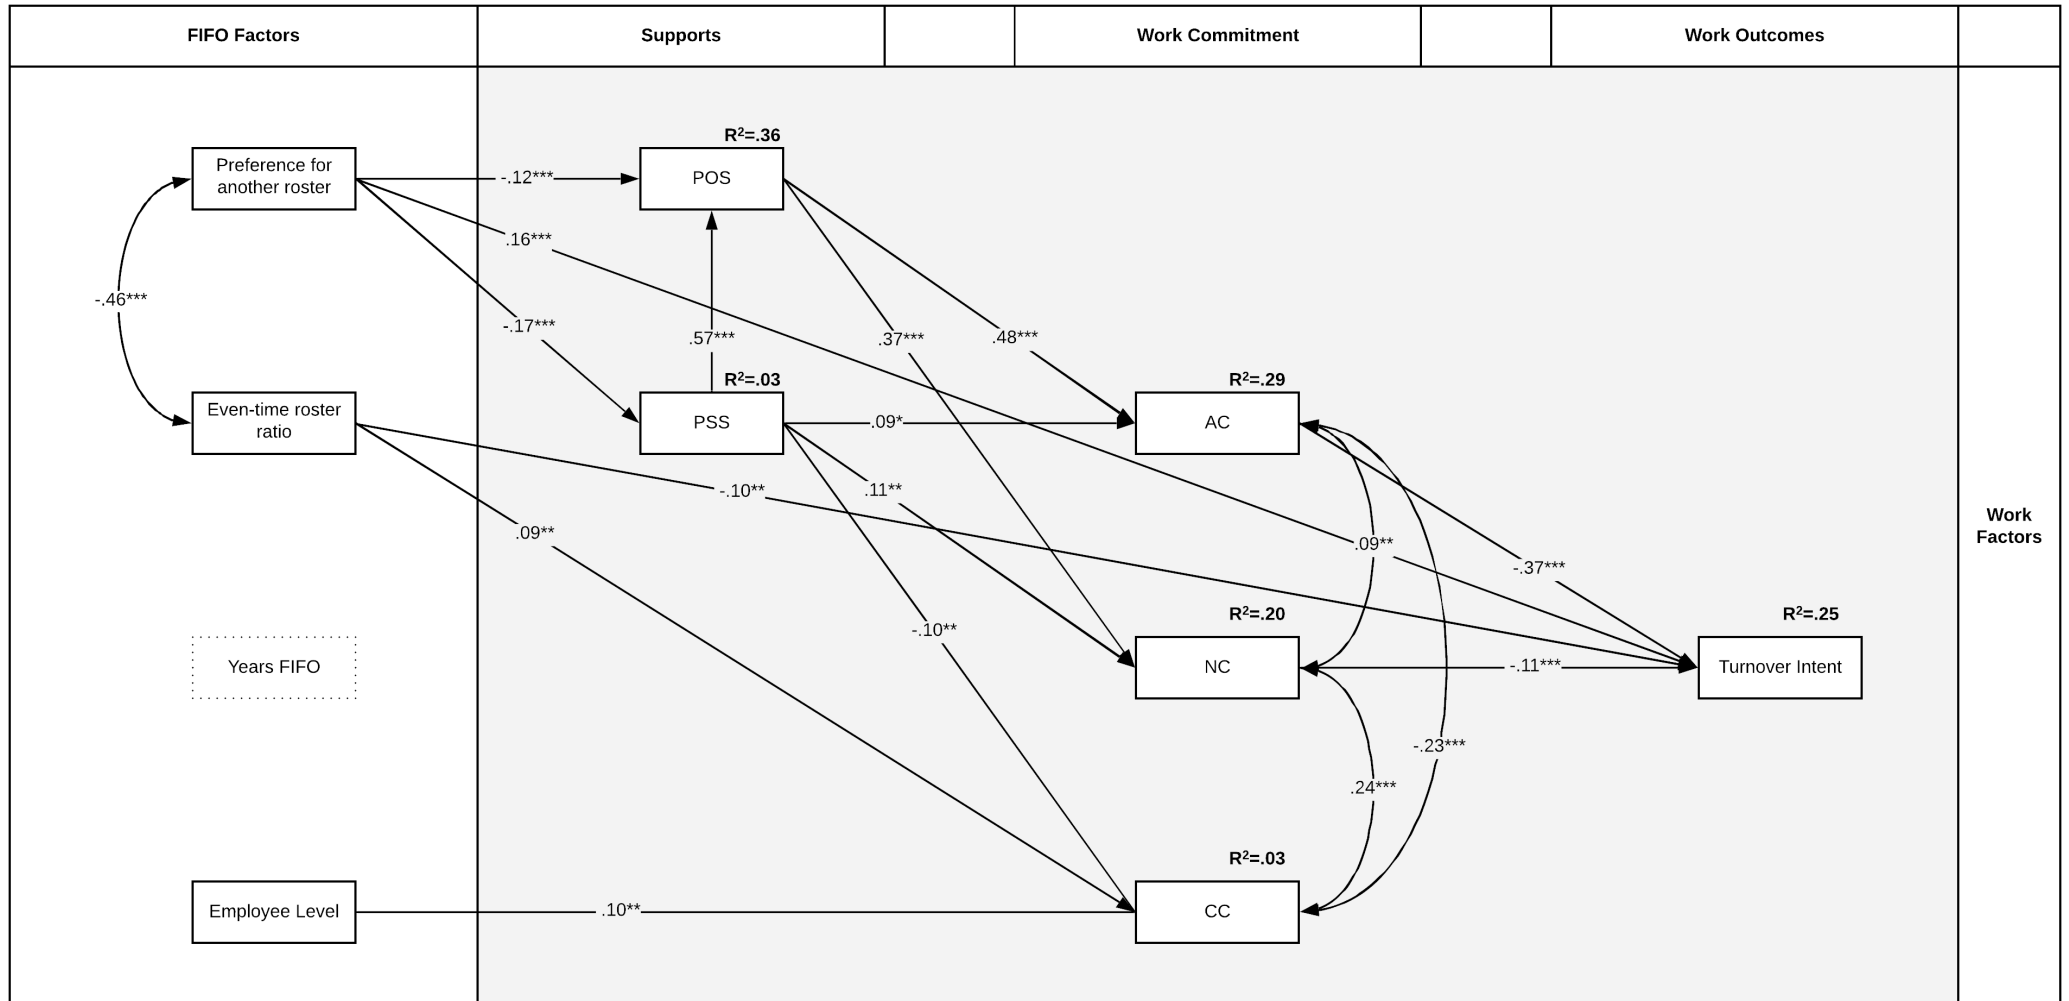 FIFO Factors
Supports
Work Commitment
Work Outcomes
R²=.36
Preference for
another roster
-.12***
POS
.16***
-.46***
-.17***
.57***
.37***
.48***
R²=.03
R²=.29
Even-time roster
ratio
PSS
.09*
AC
-.10**
.11**
.09**
.09**
-.37***
Work
Factors
R²=.20
R²=.25
-.10**
Years FIFO
NC
-.11***
Turnover Intent
-.23***
.24***
R²=.03
Employee Level
.10**
CC